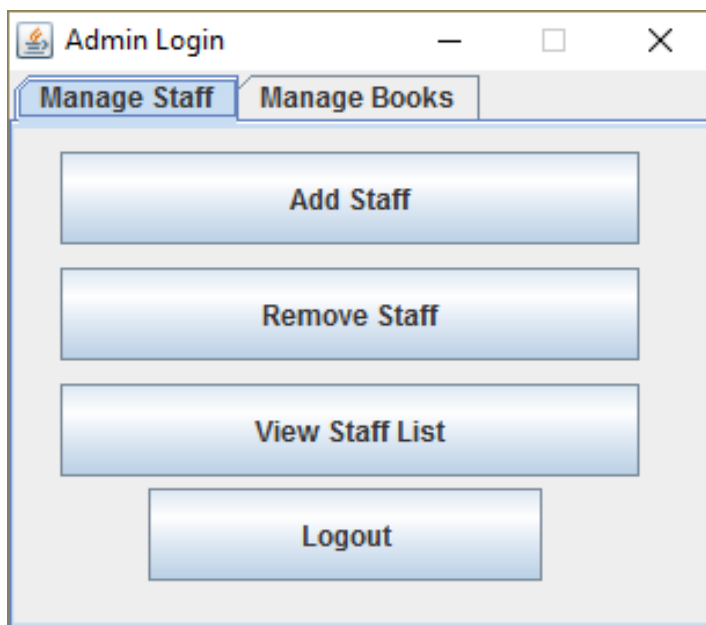 Admin Login
Manage Staff Manage Books
Add Staff
Remove Staff
View Staff List
Logout